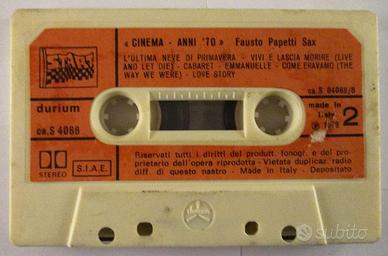 START
« CINEMA - ANNI '70 » Fausto Papetti Sax
L'ULTIMA NEVE DI PRIMAVERA - VIVI E LASCIA MORIRE (LIVE
AND LET DIE) - CABARET - EMMANUELLE - COME.ERAVAMO (THE
WAY WE WERE) - LOVE STORY
durium
ca.S 4068
ca.S 04068/B
made in
2
STEREO
S.I.A.E.
Riservati tutti i diritti del produtt. fonogr. e del pro-
prietario dell'opera riprodotta - Vietata duplicaz. radio
diff. di questo nastro - Made in Italy - Depositato
subito